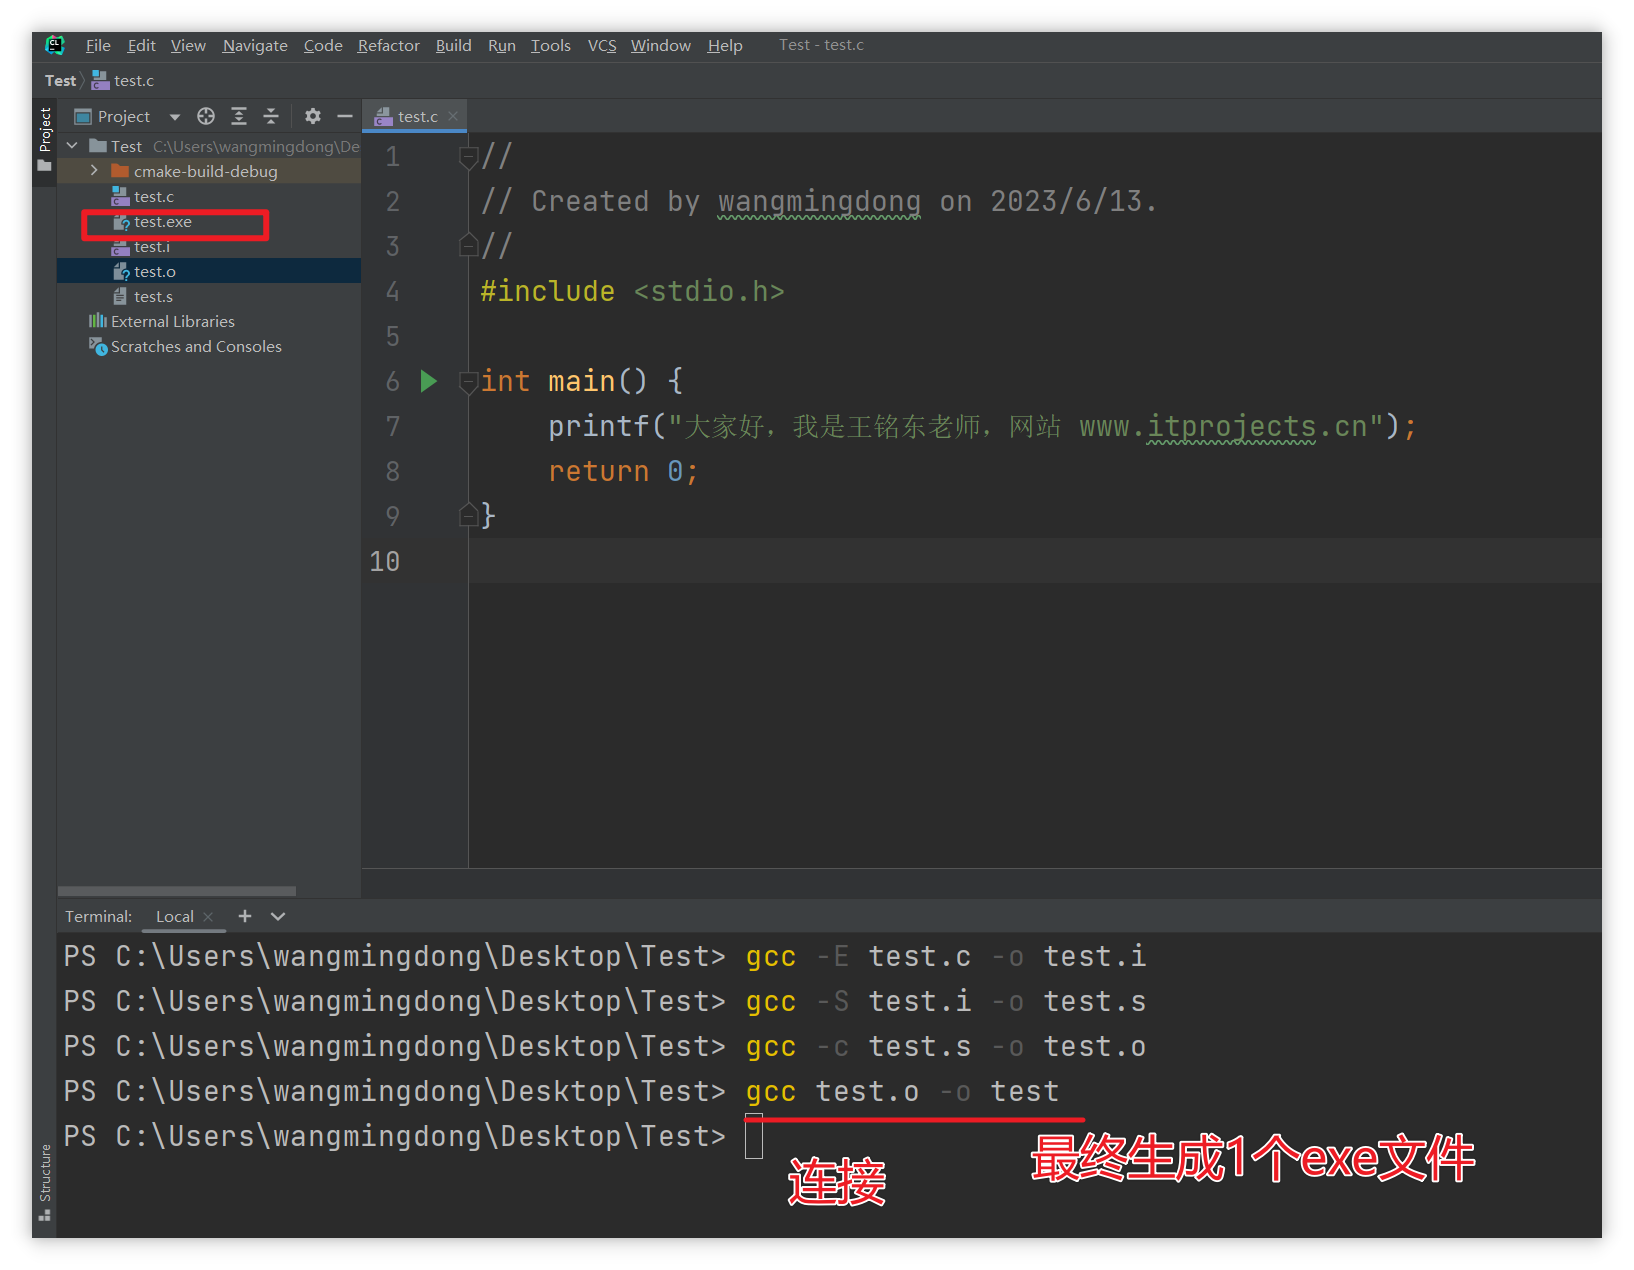 File Edit View Navigate Code Refactor Build Run Tools VCS Window Help Test - test.c
Test test.c
Project
Project
test.c
Test C:\Users\wangmingdong\De
cmake-build-debug
test.c
test.exe
test.i
test.o
test.s
External Libraries
Scratches and Consoles
1 //
2 // Created by wangmingdong on 2023/6/13.
3 //
4 #include <stdio.h>
5
6 int main() {
7 printf("大家好，我是王铭东老师，网站 www.itprojects.cn");
8 return 0;
9 }
10
Terminal: Local
PS C:\Users\wangmingdong\Desktop\Test> gcc -E test.c -o test.i
PS C:\Users\wangmingdong\Desktop\Test> gcc -S test.i -o test.s
PS C:\Users\wangmingdong\Desktop\Test> gcc -c test.s -o test.o
PS C:\Users\wangmingdong\Desktop\Test> gcc test.o -o test
PS C:\Users\wangmingdong\Desktop\Test>
连接
最终生成1个exe文件
Structure